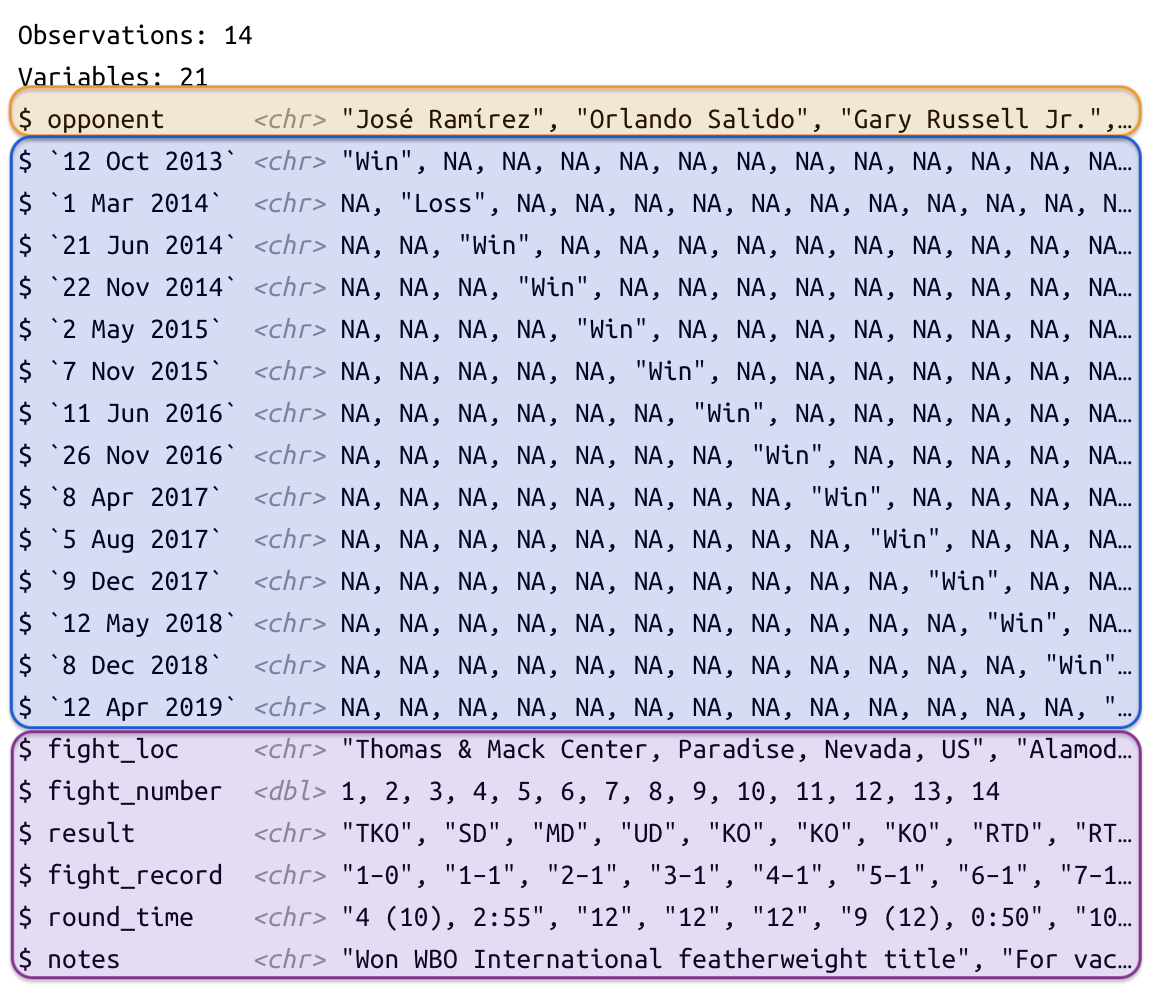 Observations: 14
Variables: 21
$ opponent <chr> "José Ramírez", "Orlando Salido", "Gary Russell Jr.",…
$ `12 Oct 2013` <chr> "Win", NA, NA, NA, NA, NA, NA, NA, NA, NA, NA, NA, NA…
$ `1 Mar 2014` <chr> NA, "Loss", NA, NA, NA, NA, NA, NA, NA, NA, NA, NA, N…
$ `21 Jun 2014` <chr> NA, NA, "Win", NA, NA, NA, NA, NA, NA, NA, NA, NA, NA…
$ `22 Nov 2014` <chr> NA, NA, NA, "Win", NA, NA, NA, NA, NA, NA, NA, NA, NA…
$ `2 May 2015` <chr> NA, NA, NA, NA, "Win", NA, NA, NA, NA, NA, NA, NA, NA…
$ `7 Nov 2015` <chr> NA, NA, NA, NA, NA, "Win", NA, NA, NA, NA, NA, NA, NA…
$ `11 Jun 2016` <chr> NA, NA, NA, NA, NA, NA, "Win", NA, NA, NA, NA, NA, NA…
$ `26 Nov 2016` <chr> NA, NA, NA, NA, NA, NA, NA, "Win", NA, NA, NA, NA, NA…
$ `8 Apr 2017` <chr> NA, NA, NA, NA, NA, NA, NA, NA, "Win", NA, NA, NA, NA…
$ `5 Aug 2017` <chr> NA, NA, NA, NA, NA, NA, NA, NA, NA, "Win", NA, NA, NA…
$ `9 Dec 2017` <chr> NA, NA, NA, NA, NA, NA, NA, NA, NA, NA, "Win", NA, NA…
$ `12 May 2018` <chr> NA, NA, NA, NA, NA, NA, NA, NA, NA, NA, NA, "Win", NA…
$ `8 Dec 2018` <chr> NA, NA, NA, NA, NA, NA, NA, NA, NA, NA, NA, NA, "Win"…
$ `12 Apr 2019` <chr> NA, NA, NA, NA, NA, NA, NA, NA, NA, NA, NA, NA, NA, "…
$ fight_loc <chr> "Thomas & Mack Center, Paradise, Nevada, US", "Alamod…
$ fight_number <dbl> 1, 2, 3, 4, 5, 6, 7, 8, 9, 10, 11, 12, 13, 14
$ result <chr> "TKO", "SD", "MD", "UD", "KO", "KO", "KO", "RTD", "RT…
$ fight_record <chr> "1-0", "1-1", "2-1", "3-1", "4-1", "5-1", "6-1", "7-1…
$ round_time <chr> "4 (10), 2:55", "12", "12", "12", "9 (12), 0:50", "10…
$ notes <chr> "Won WBO International featherweight title", "For vac…